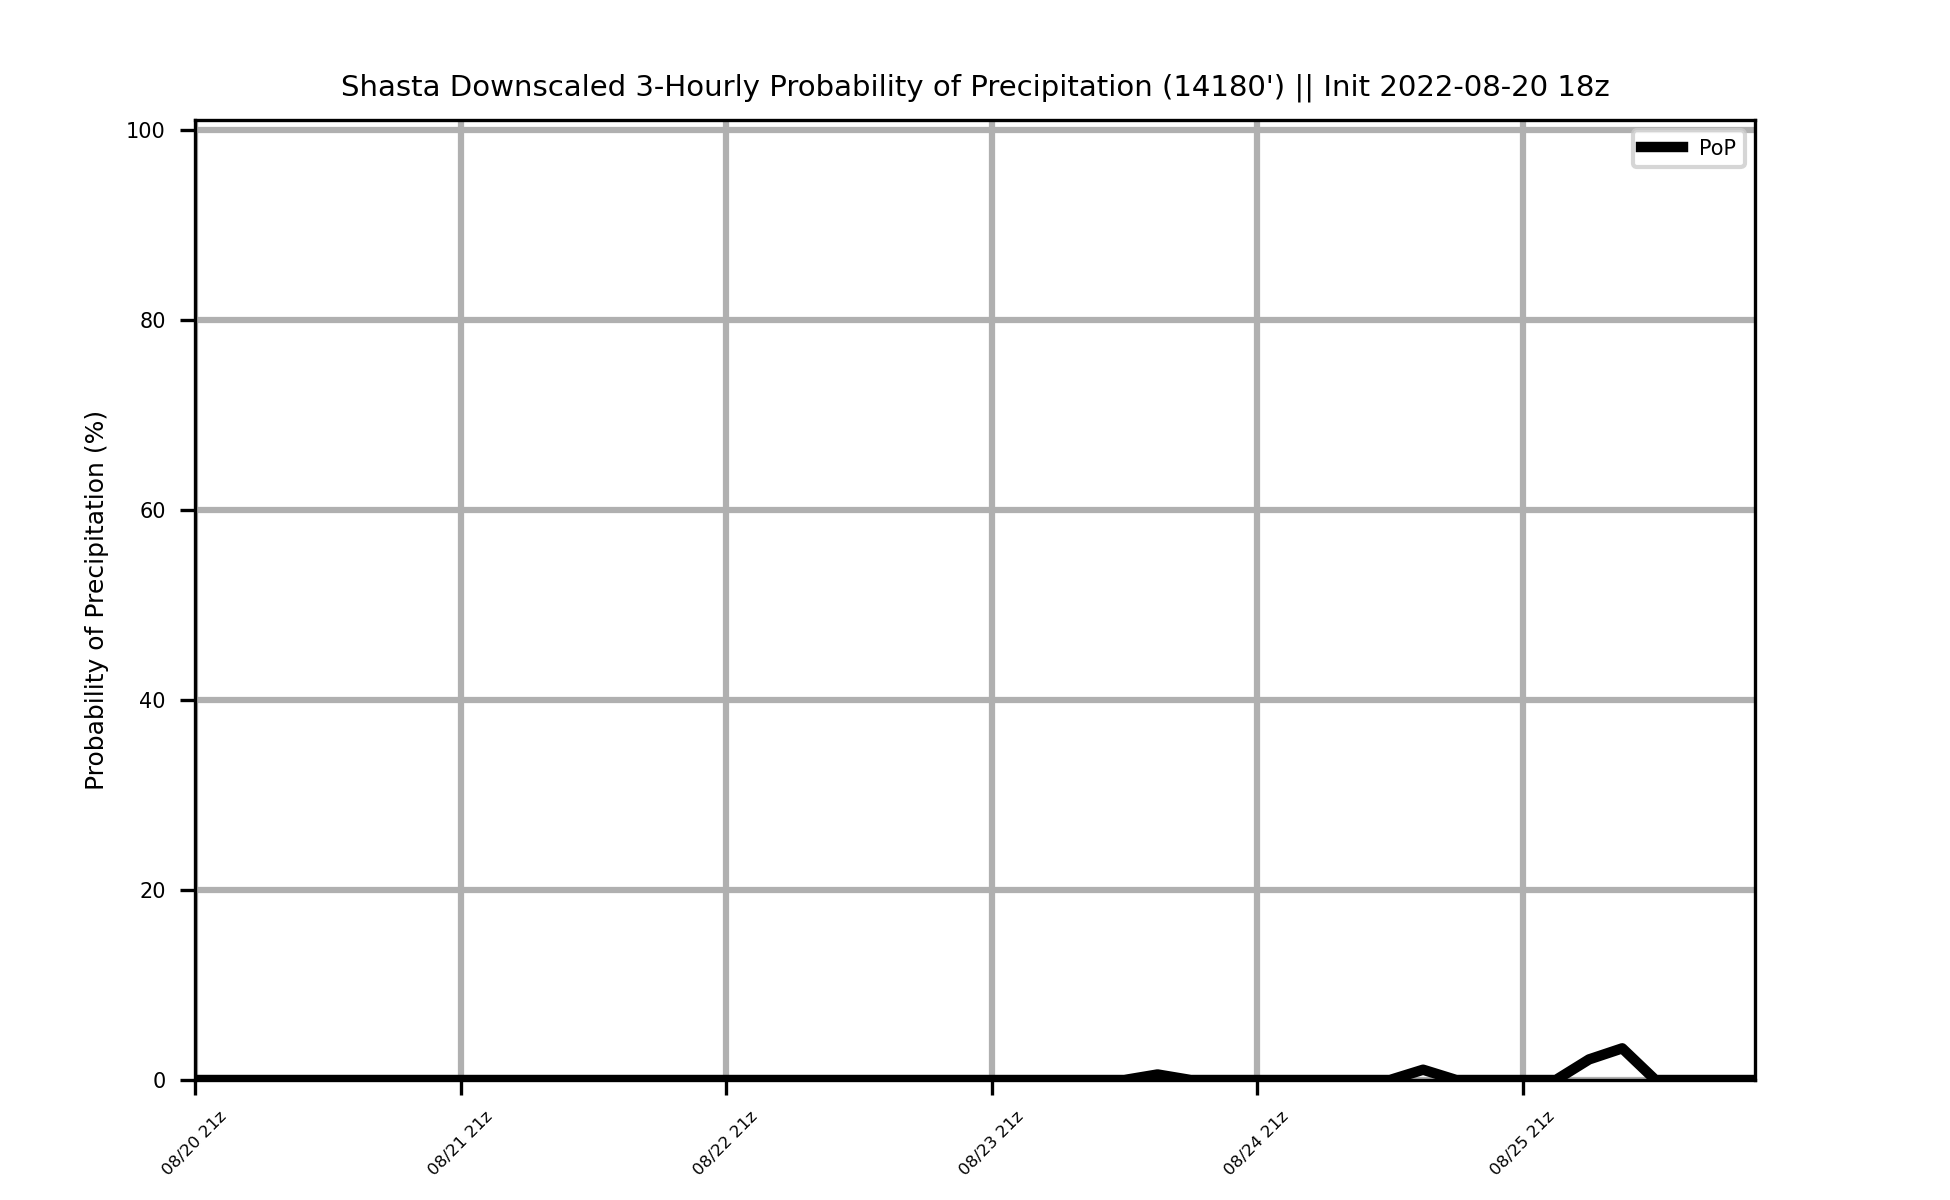 Shasta Downscaled 3-Hourly Probability of Precipitation (14180') || Init 2022-08-20 18z
PoP
Probability of Precipitation (%)
100
80
60
40
20
0
08/20 21z
08/21 21z
08/22 21z
08/23 21z
08/24 21z
08/25 21z